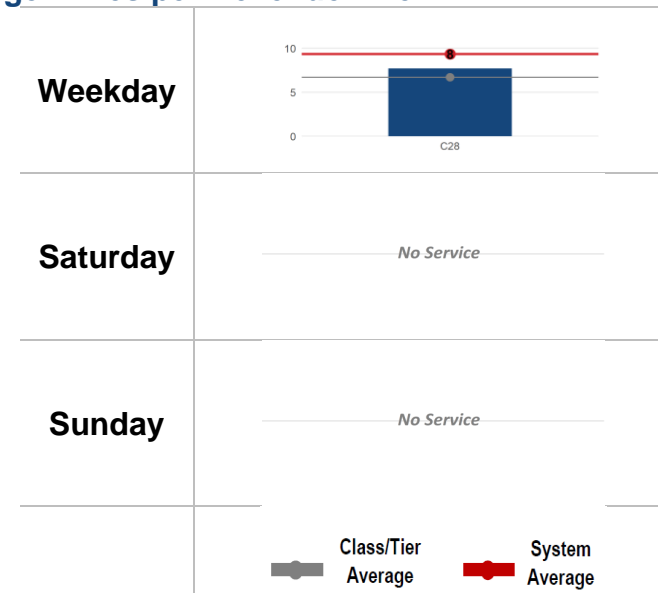 Weekday
10
8
5
0
C28
Saturday
No Service
Sunday
No Service
Class/Tier
Average
System
Average